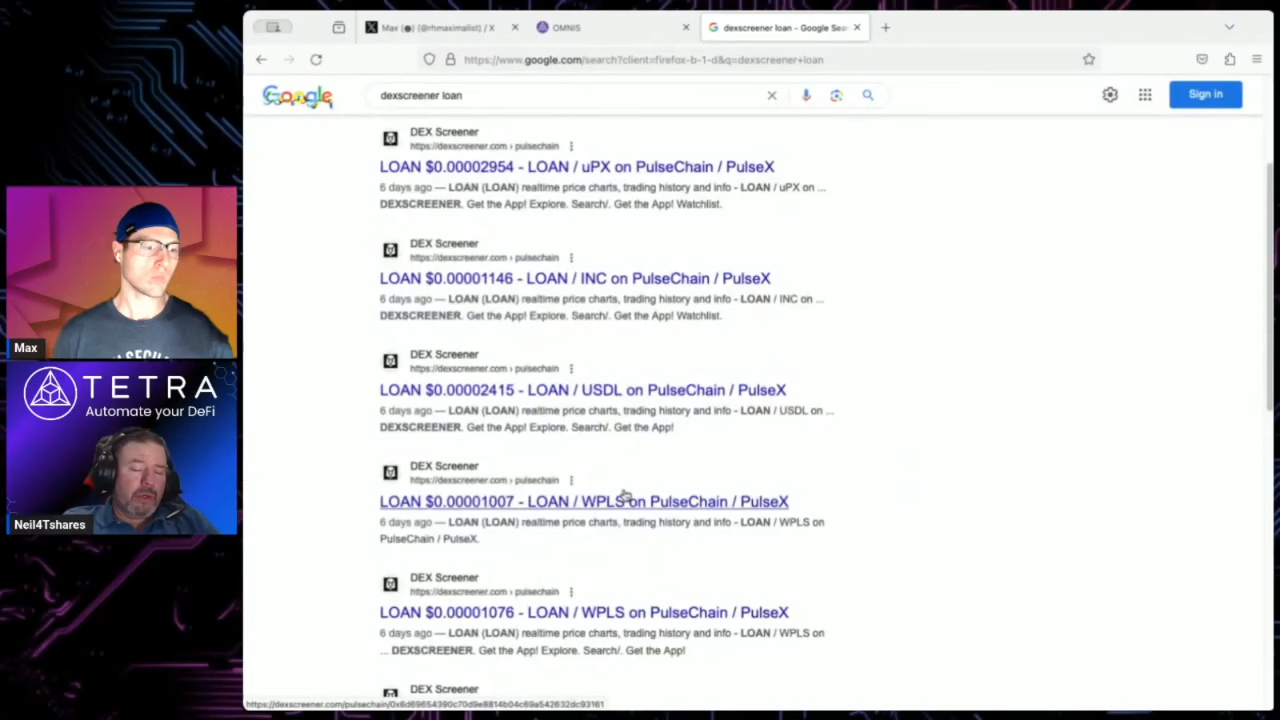 Max (@rhmaximalist) / X
OMNIS
dexscreener loan - Google Sea
https://www.google.com/search?client=firefox-b-1-d&q=dexscreener+loan
Google
dexscreener loan
Sign in
DEX Screener
https://dexscreener.com › pulsechain
LOAN $0.00002954 - LOAN / uPX on PulseChain / PulseX
6 days ago — LOAN (LOAN) realtime price charts, trading history and info - LOAN / uPX on ...
DEXSCREENER. Get the App! Explore. Search/. Get the App! Watchlist.
DEX Screener
https://dexscreener.com › pulsechain
LOAN $0.00001146 - LOAN / INC on PulseChain / PulseX
6 days ago — LOAN (LOAN) realtime price charts, trading history and info - LOAN / INC on ...
DEXSCREENER. Get the App! Explore. Search/. Get the App! Watchlist.
DEX Screener
https://dexscreener.com › pulsechain
LOAN $0.00002415 - LOAN / USDL on PulseChain / PulseX
6 days ago — LOAN (LOAN) realtime price charts, trading history and info - LOAN / USDL on ...
DEXSCREENER. Get the App! Explore. Search/. Get the App!
DEX Screener
https://dexscreener.com › pulsechain
LOAN $0.00001007 - LOAN / WPLS on PulseChain / PulseX
6 days ago — LOAN (LOAN) realtime price charts, trading history and info - LOAN / WPLS on
PulseChain / PulseX.
DEX Screener
https://dexscreener.com › pulsechain
LOAN $0.00001076 - LOAN / WPLS on PulseChain / PulseX
6 days ago — LOAN (LOAN) realtime price charts, trading history and info - LOAN / WPLS on
... DEXSCREENER. Get the App! Explore. Search/. Get the App!
DEX Screener
Max
TETRA
Automate your DeFi
Neil4Tshares